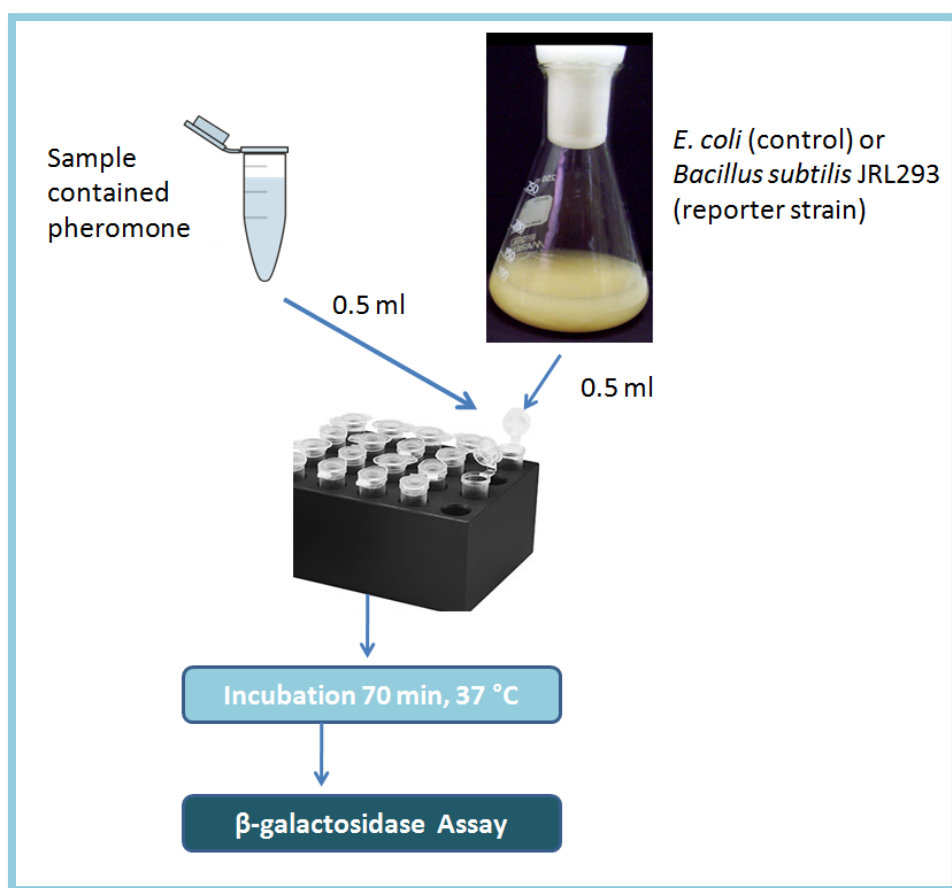 Sample
contained
pheromone
E. coli (control) or
Bacillus subtilis JRL293
(reporter strain)
0.5 ml
0.5 ml
Incubation 70 min, 37 °C
β-galactosidase Assay